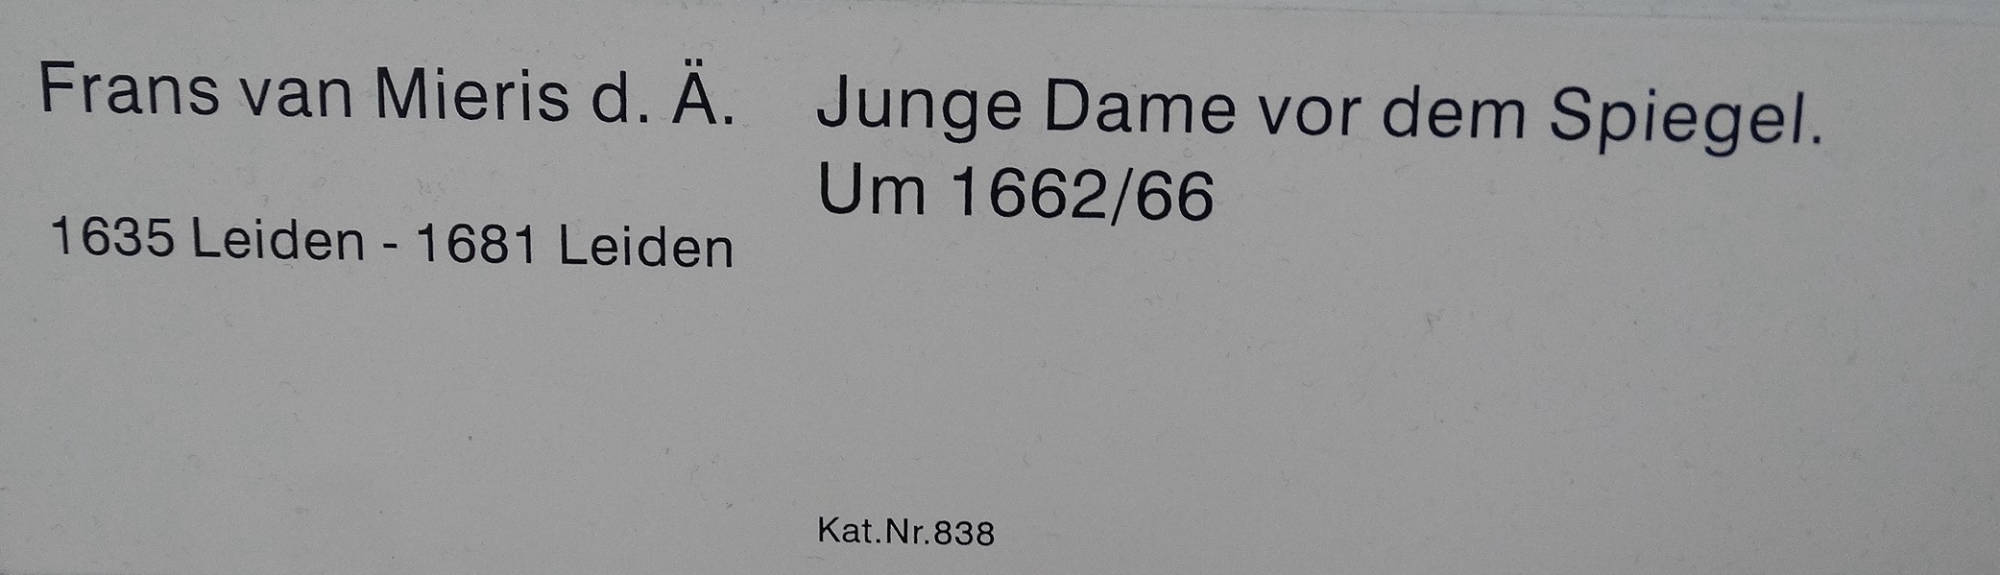 Frans van Mieris d. Ä.
1635 Leiden - 1681 Leiden
Junge Dame vor dem Spiegel.
Um 1662/66
Kat.Nr.838